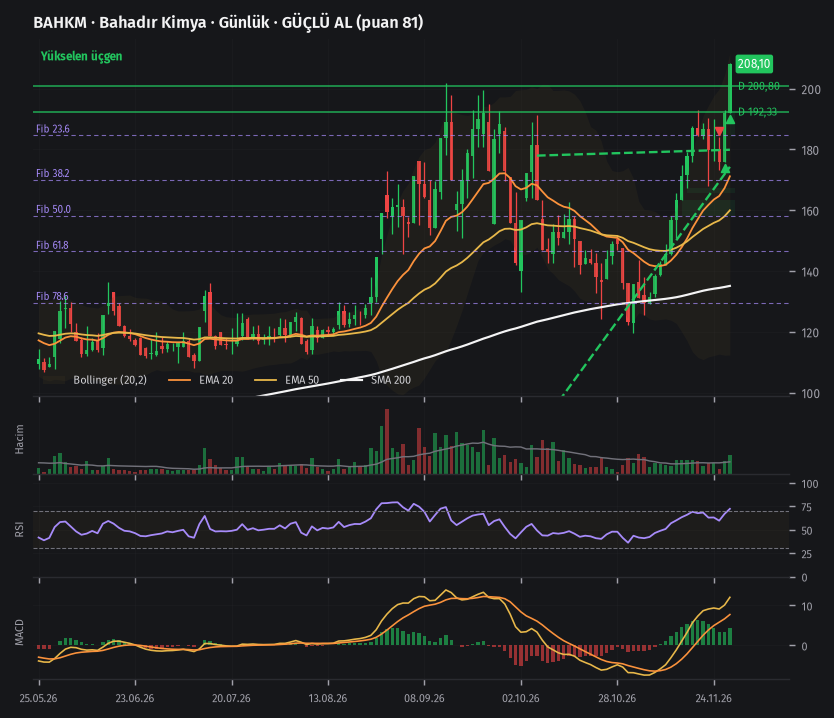 BAHKM · Bahadır Kimya · Günlük · GÜÇLÜ AL (puan 81)
Yükselen üçgen
208,10
D 200,80
200
D 192,33
Fib 23.6
180
Fib 38.2
Fib 50.0
160
Fib 61.8
140
Fib 78.6
120
Bollinger (20,2) EMA 20 EMA 50 SMA 200
100
Hacim
100
75
RSI
50
25
0
MACD
10
0
25.05.26 23.06.26 20.07.26 13.08.26 08.09.26 02.10.26 28.10.26 24.11.26